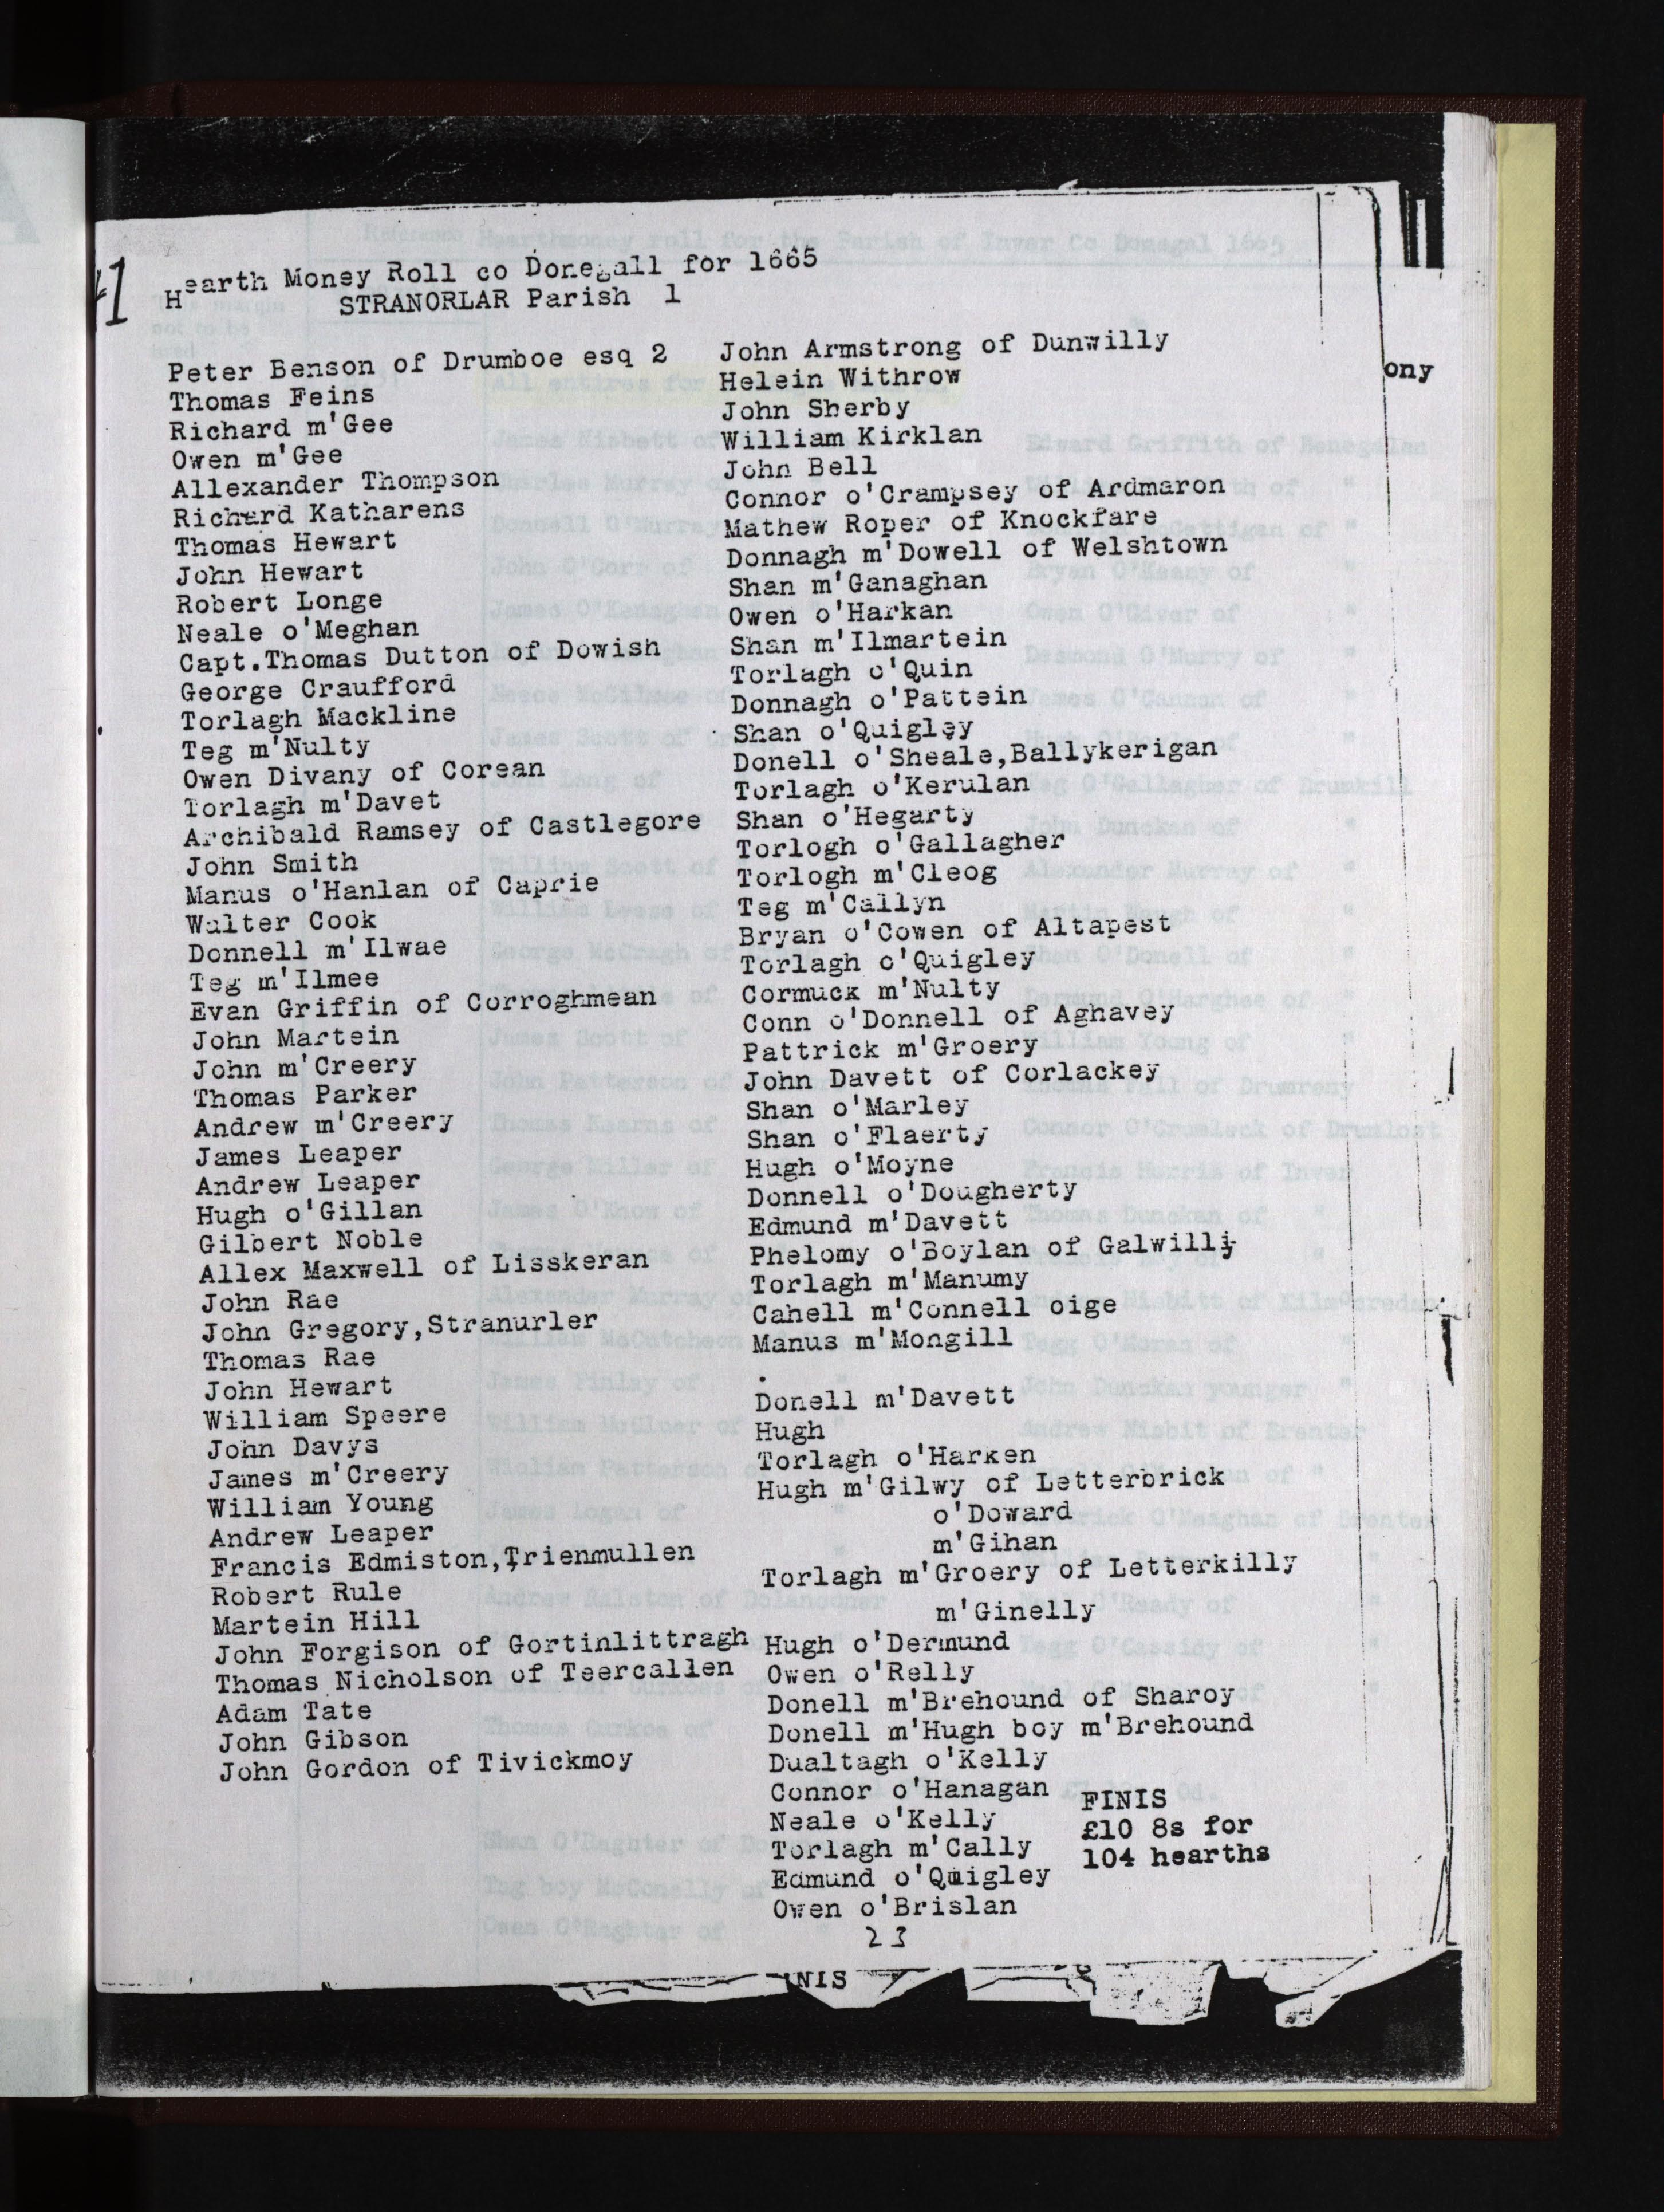 Hearth Money Roll co Donegall for 1665
STRANORLAR Parish 1
Peter Benson of Drumboe esq 2
Thomas Feins
Richard m'Gee
Owen m'Gee
Allexander Thompson
Richard Katharens
Thomas Hewart
John Hewart
Robert Longe
Neale o'Meghan
Capt.Thomas Dutton of Dowish
George Craufford
Torlagh Mackline
Teg m'Nulty
Owen Divany of Corean
Torlagh m'Davet
Archibald Ramsey of Castlegore
John Smith
Manus o'Hanlan of Caprie
Walter Cook
Donnell m'Ilwae
Teg m'Ilmee
Evan Griffin of Corroghmean
John Martein
John m'Creery
Thomas Parker
Andrew m'Creery
James Leaper
Andrew Leaper
Hugh o'Gillan
Gilbert Noble
Allex Maxwell of Lisskeran
John Rae
John Gregory,Stranurler
Thomas Rae
John Hewart
William Speere
John Davys
James m'Creery
William Young
Andrew Leaper
Francis Edmiston,Trienmullen
Robert Rule
Martein Hill
John Forgison of Gortinlittragh
Thomas Nicholson of Teercallen
Adam Tate
John Gibson
John Gordon of Tivickmoy
John Armstrong of Dunwilly
Helein Withrow
John Sherby
William Kirklan
John Bell
Connor o'Crampsey of Ardmaron
Mathew Roper of Knockfare
Donnagh m'Dowell of Welshtown
Shan m'Ganaghan
Owen o'Harkan
Shan m'Ilmartein
Torlagh o'Quin
Donnagh o'Pattein
Shan o'Quigley
Donell o'Sheale,Ballykerigan
Torlagh o'Kerulan
Shan o'Hegarty
Torlogh o'Gallagher
Torlogh m'Cleog
Teg m'Callyn
Bryan o'Cowen of Altapest
Torlagh o'Quigley
Cormuck m'Nulty
Conn o'Donnell of Aghavey
Pattrick m'Groery
John Davett of Corlackey
Shan o'Marley
Shan o'Flaerty
Hugh o'Moyne
Donnell o'Dougherty
Edmund m'Davett
Phelomy o'Boylan of Galwilly
Torlagh m'Manumy
Cahell m'Connell oige
Manus m'Mongill
.
Donell m'Davett
Hugh
Torlagh o'Harken
Hugh m'Gilwy of Letterbrick
o'Doward
m'Gihan
Torlagh m'Groery of Letterkilly
m'Ginelly
Hugh o'Dermund
Owen o'Relly
Donell m'Brehound of Sharoy
Donell m'Hugh boy m'Brehound
Dualtagh o'Kelly
Connor o'Hanagan
Neale o'Kelly
Torlagh m'Cally
Edmund o'Quigley
Owen o'Brislan
FINIS
£10 8s for
104 hearths
23
NIS
ony